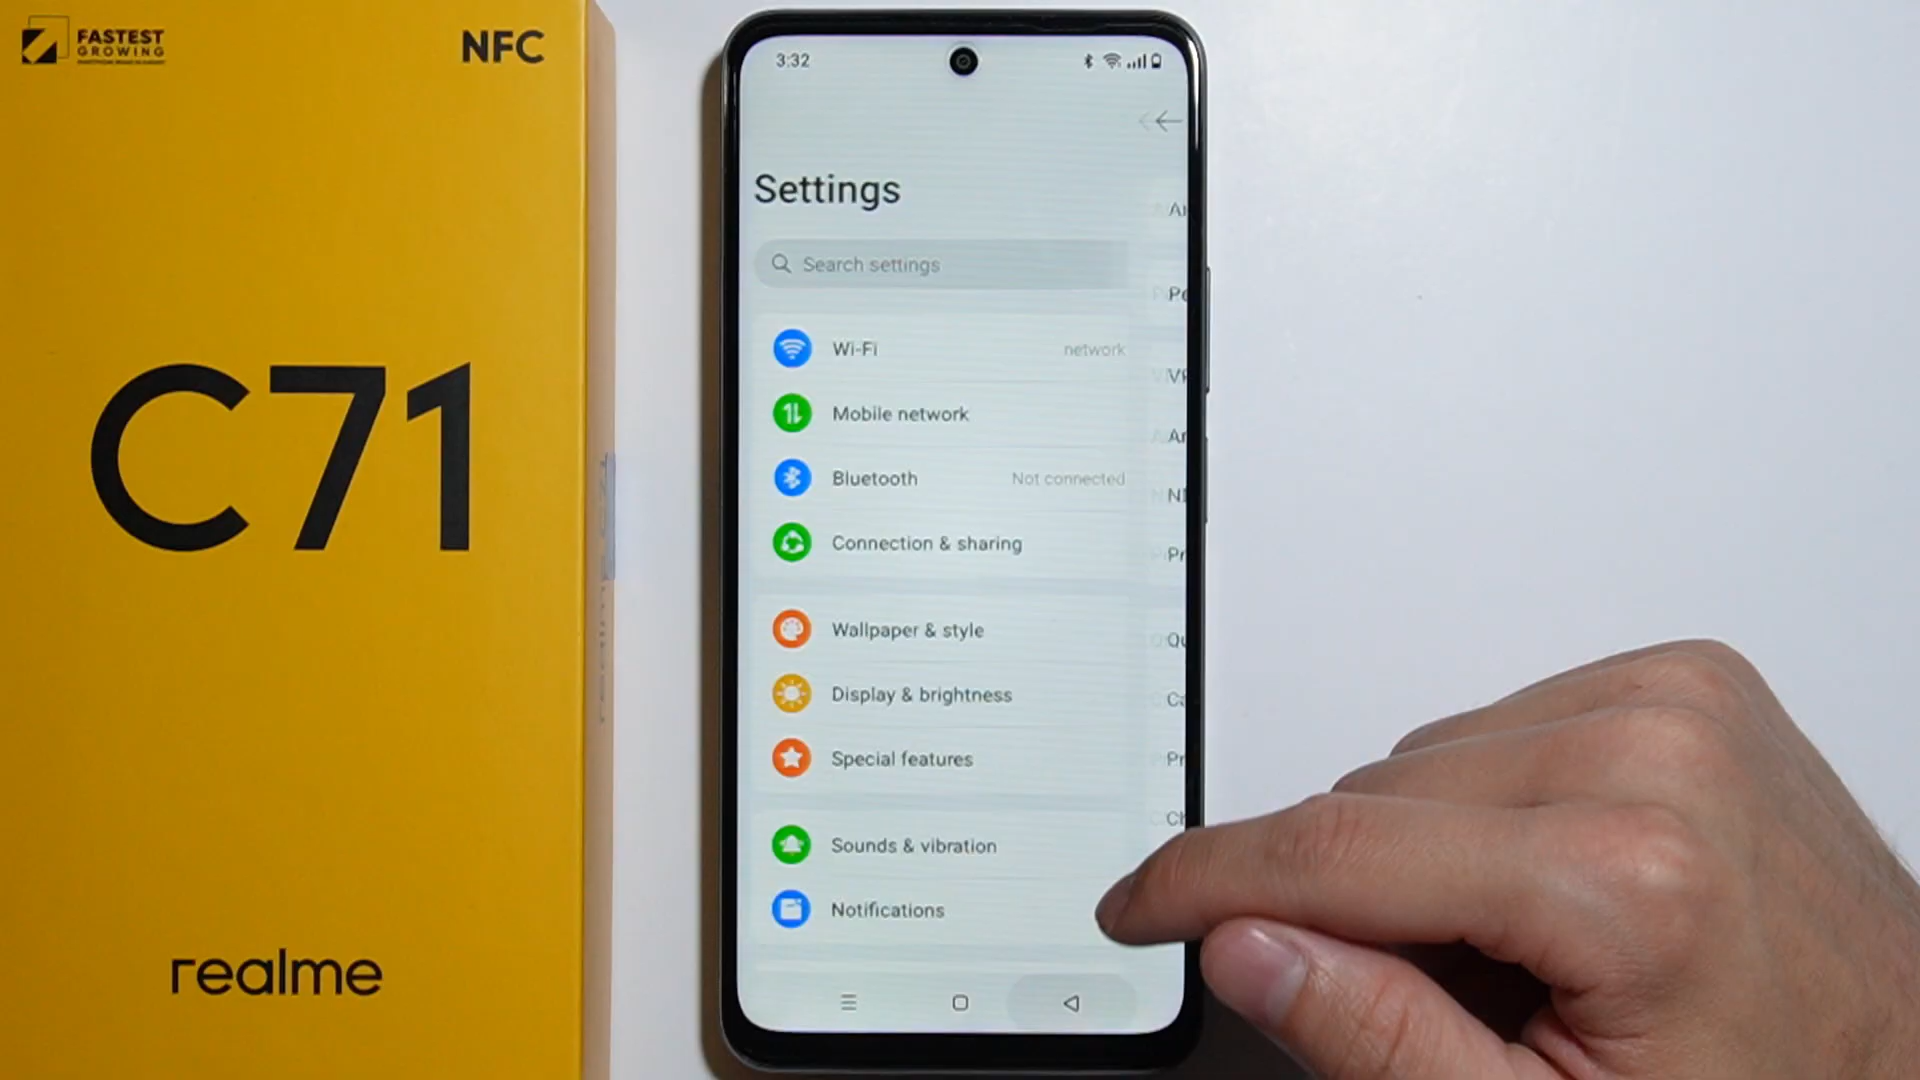 FASTEST
GROWING
NFC
C71
realme
3:32
Settings
Search settings
Wi-Fi network
Mobile network
Bluetooth Not connected
Connection & sharing
Wallpaper & style
Display & brightness
Special features
Sounds & vibration
Notifications